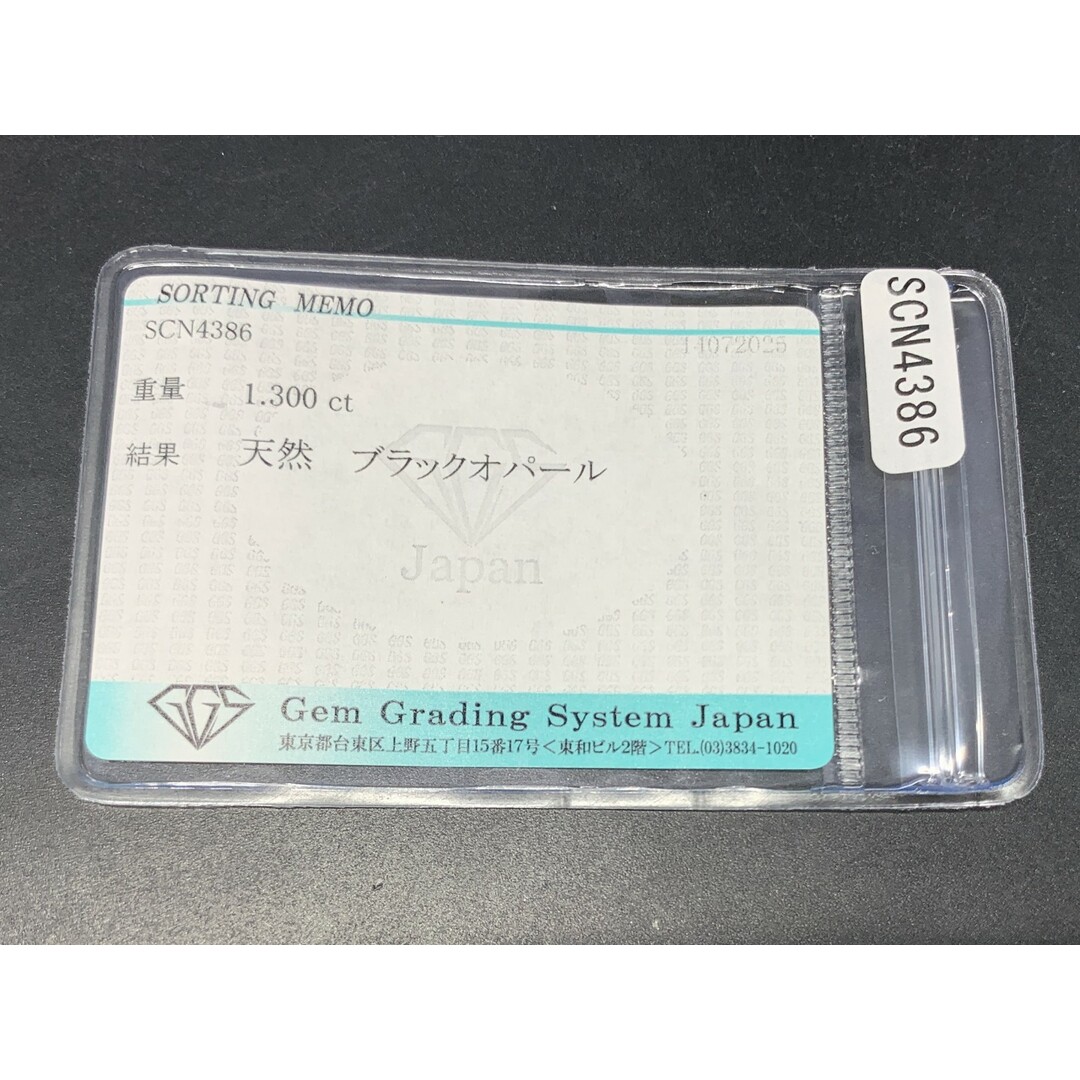 SORTING MEMO
SCN4386
14072025
重量 1.300 ct
結果 天然 ブラックオパール
Japan
GGS Gem Grading System Japan
東京都台東区上野五丁目15番17号＜東和ビル2階＞TEL.(03)3834-1020
SCN4386